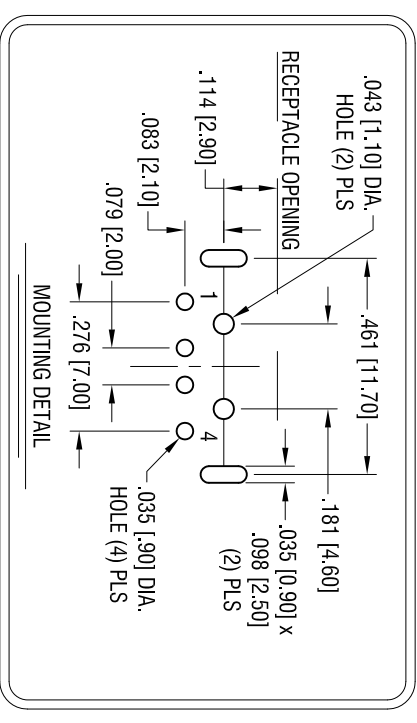 .461 [11.70]
.181 [4.60]
.043 [1.10] DIA.
HOLE (2) PLS
.035 [0.90] x
.098 [2.50]
(2) PLS
RECEPTACLE OPENING
.114 [2.90]
1
4
.083 [2.10]
.079 [2.00]
.276 [7.00]
.035 [.90] DIA.
HOLE (4) PLS
MOUNTING DETAIL